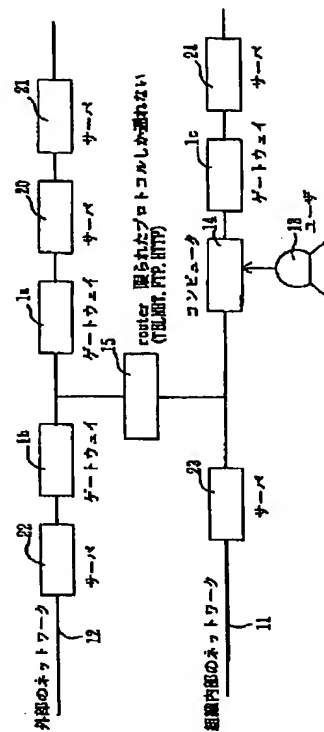 外部のネットワーク
12
22
サーバ
1b
ゲートウェイ
1a
ゲートウェイ
20
サーバ
21
サーバ
15
router 限られたプロトコルしか通れない
(TELNET, FTP, HTTP)
組織内部のネットワーク
11
23
サーバ
コンピュータ
14
1c
ゲートウェイ
24
サーバ
13
ユーザ